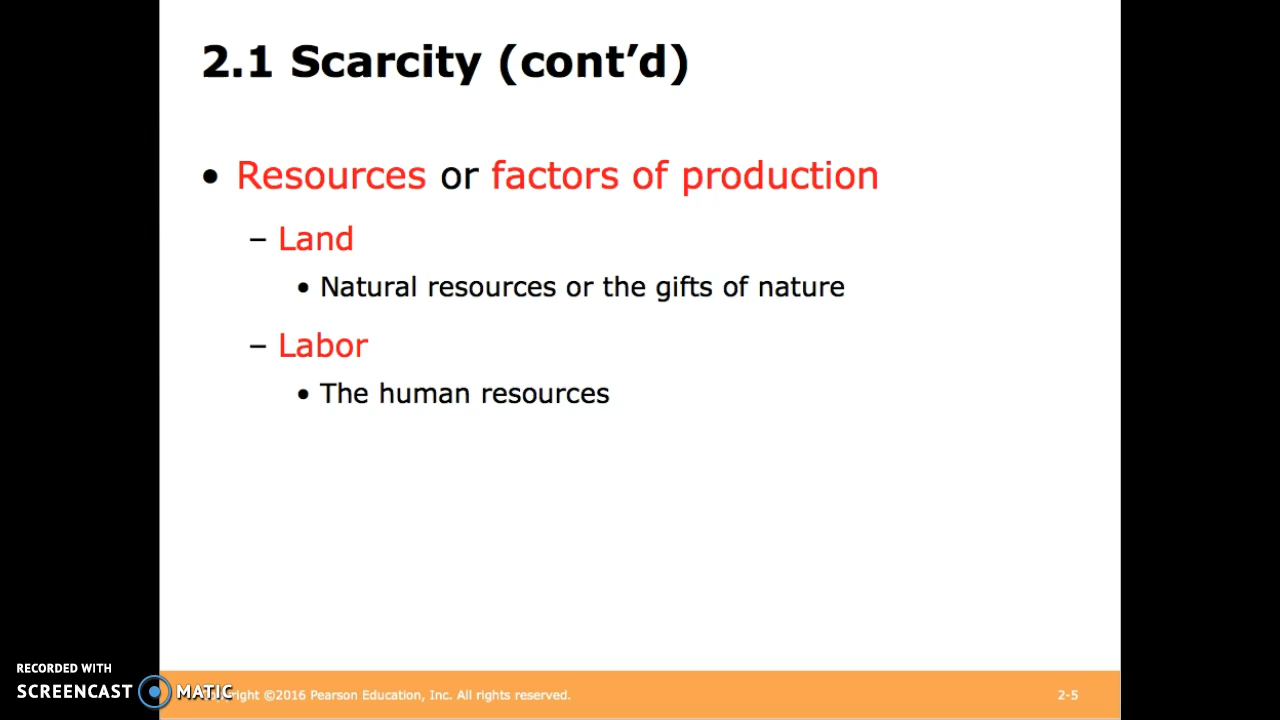 2.1 Scarcity (cont’d)
• Resources or factors of production
– Land
• Natural resources or the gifts of nature
– Labor
• The human resources
RECORDED WITH
SCREENCAST MATIC
right ©2016 Pearson Education, Inc. All rights reserved.
2-5